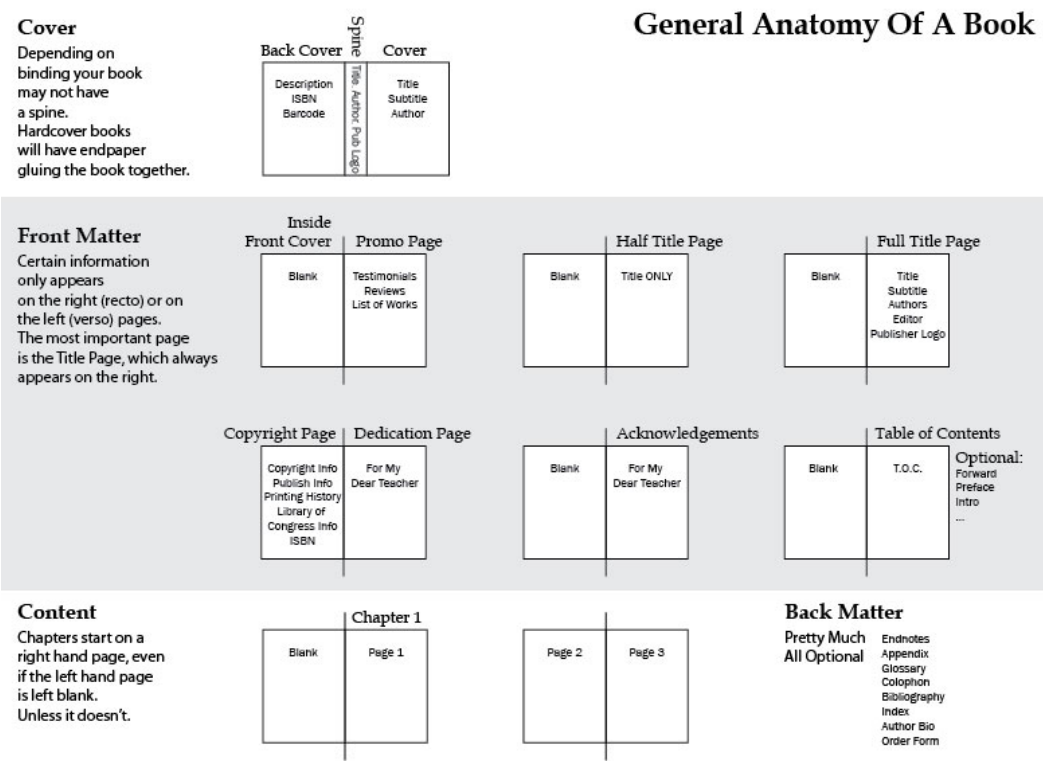 General Anatomy Of A Book
Cover
Depending on
binding your book
may not have
a spine.
Hardcover books
will have endpaper
gluing the book together.
Back Cover
Spine
Cover
Description
ISBN
Barcode
Title. Author. Pub Logo
Title
Subtitle
Author
Front Matter
Certain information
only appears
on the right (recto) or on
the left (verso) pages.
The most important page
is the Title Page, which always
appears on the right.
Inside
Front Cover
Promo Page
Blank
Testimonials
Reviews
List of Works
Half Title Page
Blank
Title ONLY
Full Title Page
Blank
Title
Subtitle
Authors
Editor
Publisher Logo
Copyright Page
Dedication Page
Copyright Info
Publish Info
Printing History
Library of
Congress Info
ISBN
For My
Dear Teacher
Acknowledgements
Blank
For My
Dear Teacher
Table of Contents
Blank
T.O.C.
Optional:
Forward
Preface
Intro
...
Content
Chapters start on a
right hand page, even
if the left hand page
is left blank.
Unless it doesn't.
Chapter 1
Blank
Page 1
Page 2
Page 3
Back Matter
Pretty Much
All Optional
Endnotes
Appendix
Glossary
Colophon
Bibliography
Index
Author Bio
Order Form